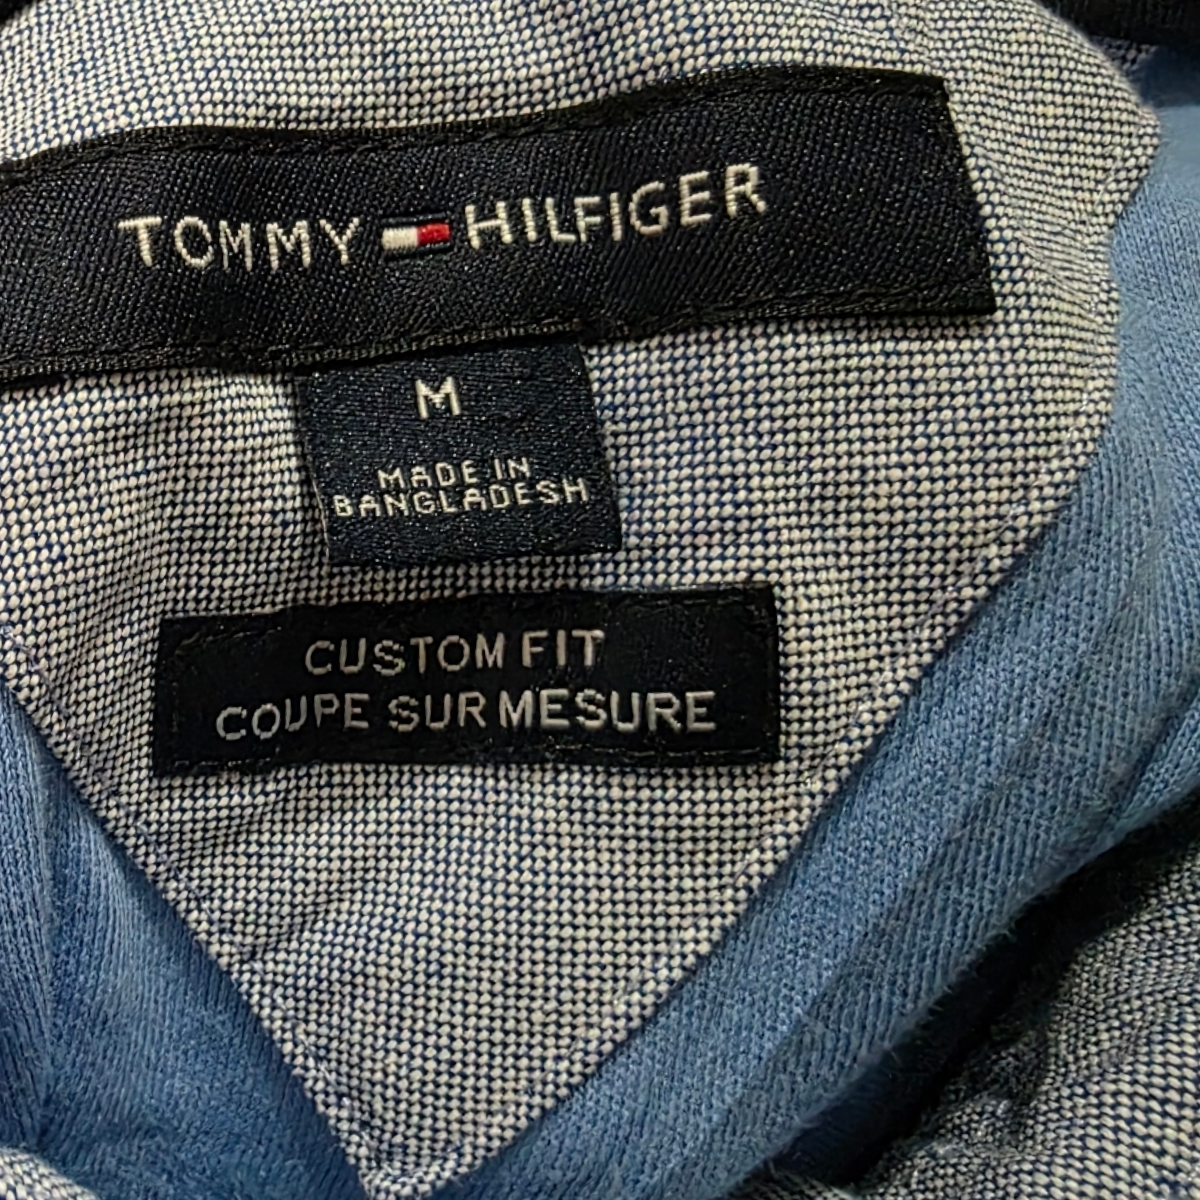 TOMMY HILFIGER
M
MADE IN
BANGLADESH
CUSTOM FIT
COUPE SUR MESURE